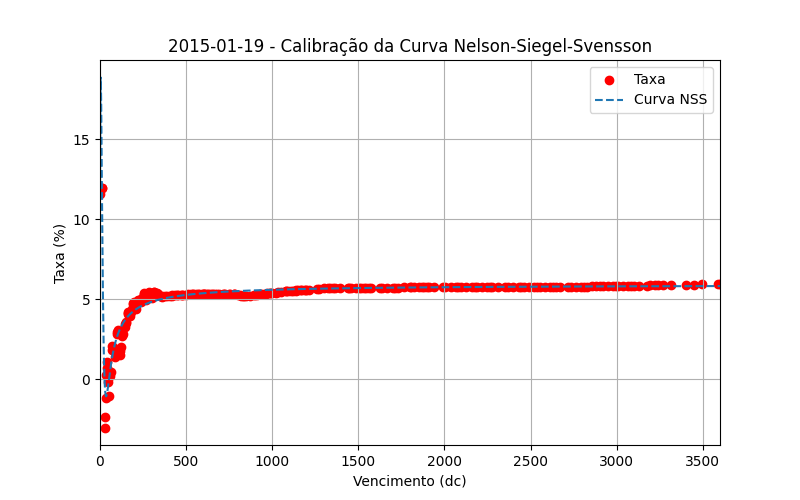 2015-01-19 - Calibração da Curva Nelson-Siegel-Svensson
Taxa
Curva NSS
Taxa (%)
15
10
5
0
0 500 1000 1500 2000 2500 3000 3500
Vencimento (dc)